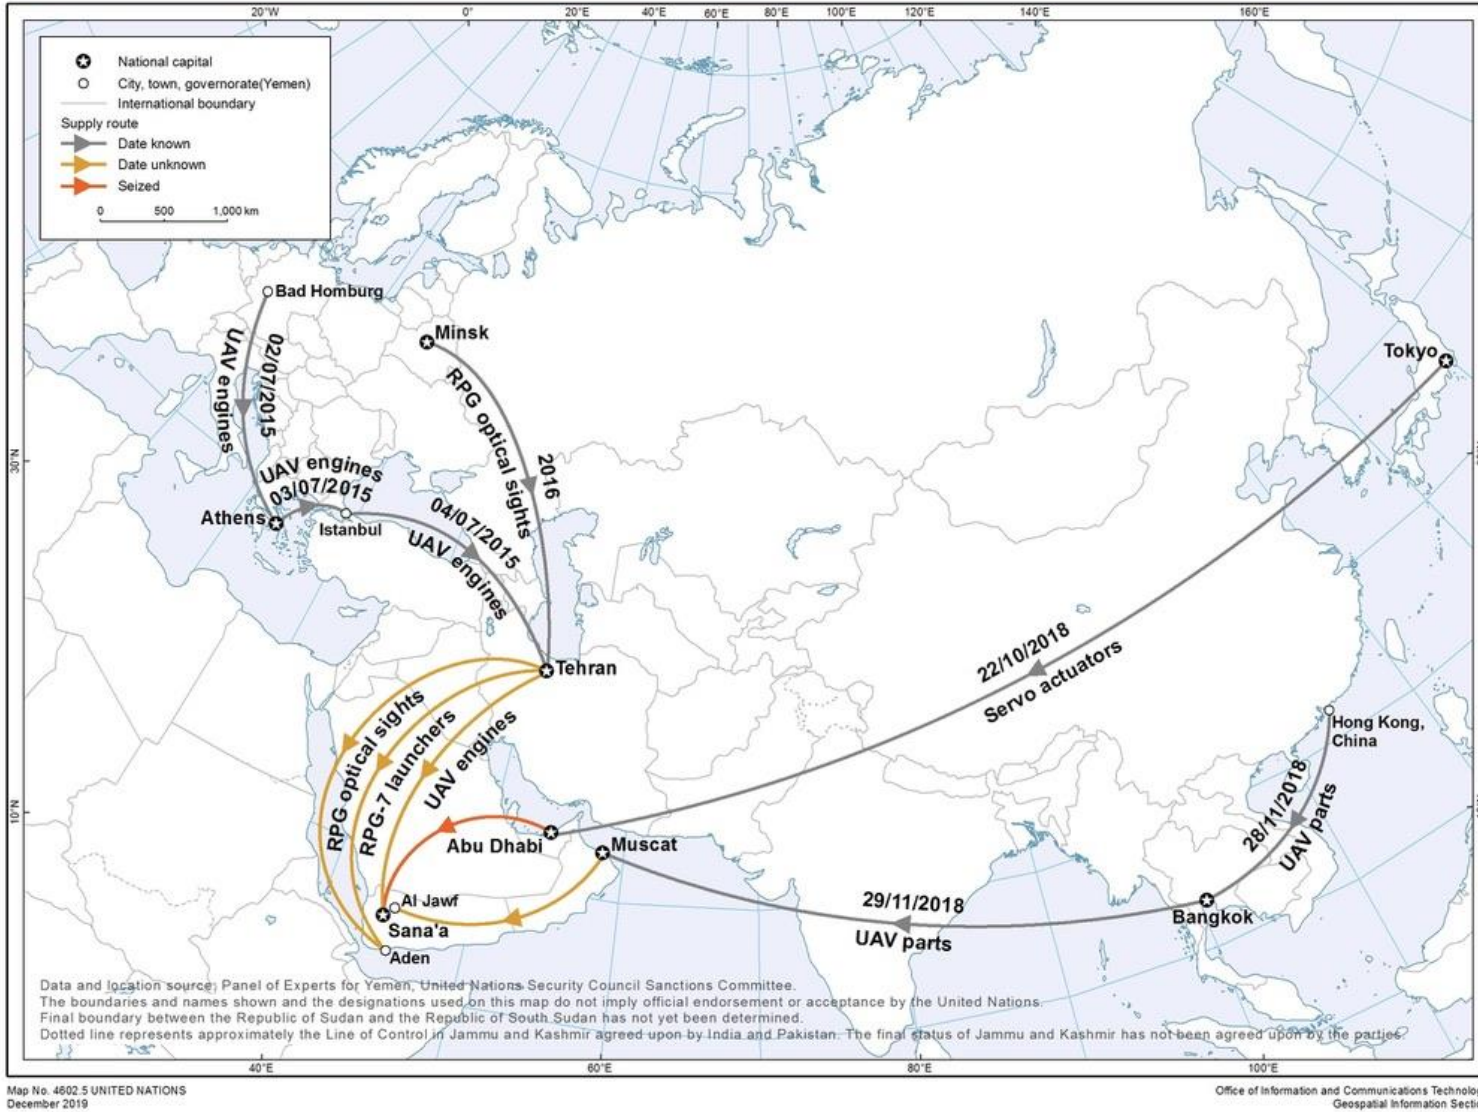 20°W 0° 20°E 40°E 60°E 80°E 100°E 120°E 140°E 160°E
National capital
City, town, governorate(Yemen)
International boundary
Supply route
Date known
Date unknown
Seized
0 500 1,000 km
Bad Homburg
Minsk
Tokyo
UAV engines
02/07/2015
RPG optical sights
2016
30°N
UAV engines
03/07/2015
Athens
Istanbul
04/07/2015
UAV engines
Tehran
22/10/2018
Servo actuators
Hong Kong,
China
RPG optical sights
RPG-7 launchers
UAV engines
28/11/2018
UAV parts
10°N
Abu Dhabi
Muscat
Al Jawf
Sana'a
Aden
29/11/2018
UAV parts
Bangkok
Data and location source: Panel of Experts for Yemen, United Nations Security Council Sanctions Committee.
The boundaries and names shown and the designations used on this map do not imply official endorsement or acceptance by the United Nations.
Final boundary between the Republic of Sudan and the Republic of South Sudan has not yet been determined.
Dotted line represents approximately the Line of Control in Jammu and Kashmir agreed upon by India and Pakistan. The final status of Jammu and Kashmir has not been agreed upon by the parties.
40°E 60°E 80°E 100°E
Map No. 4602.5 UNITED NATIONS
December 2019
Office of Information and Communications Technolo
Geospatial Information Secti